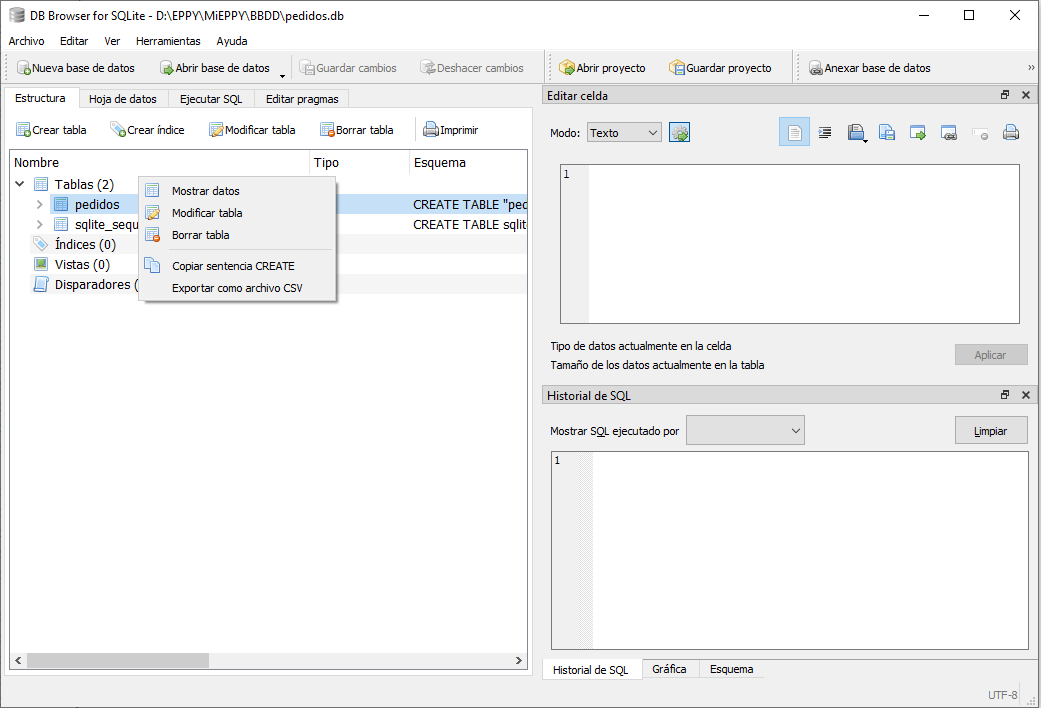 DB Browser for SQLite - D:\EPPY\MiEPPY\BBDD\pedidos.db
Archivo Editar Ver Herramientas Ayuda
Nueva base de datos Abrir base de datos Guardar cambios Deshacer cambios Abrir proyecto Guardar proyecto Anexar base de datos »
Estructura Hoja de datos Ejecutar SQL Editar pragmas
Crear tabla Crear índice Modificar tabla Borrar tabla Imprimir
Nombre Tipo Esquema
Tablas (2)
pedidos CREATE TABLE "ped
sqlite_sequ CREATE TABLE sqlite
Índices (0)
Vistas (0)
Disparadores (
Mostrar datos
Modificar tabla
Borrar tabla
Copiar sentencia CREATE
Exportar como archivo CSV
Editar celda
Modo: Texto
1
Tipo de datos actualmente en la celda
Tamaño de los datos actualmente en la tabla
Aplicar
Historial de SQL
Mostrar SQL ejecutado por Limpiar
1
Historial de SQL Gráfica Esquema
UTF-8